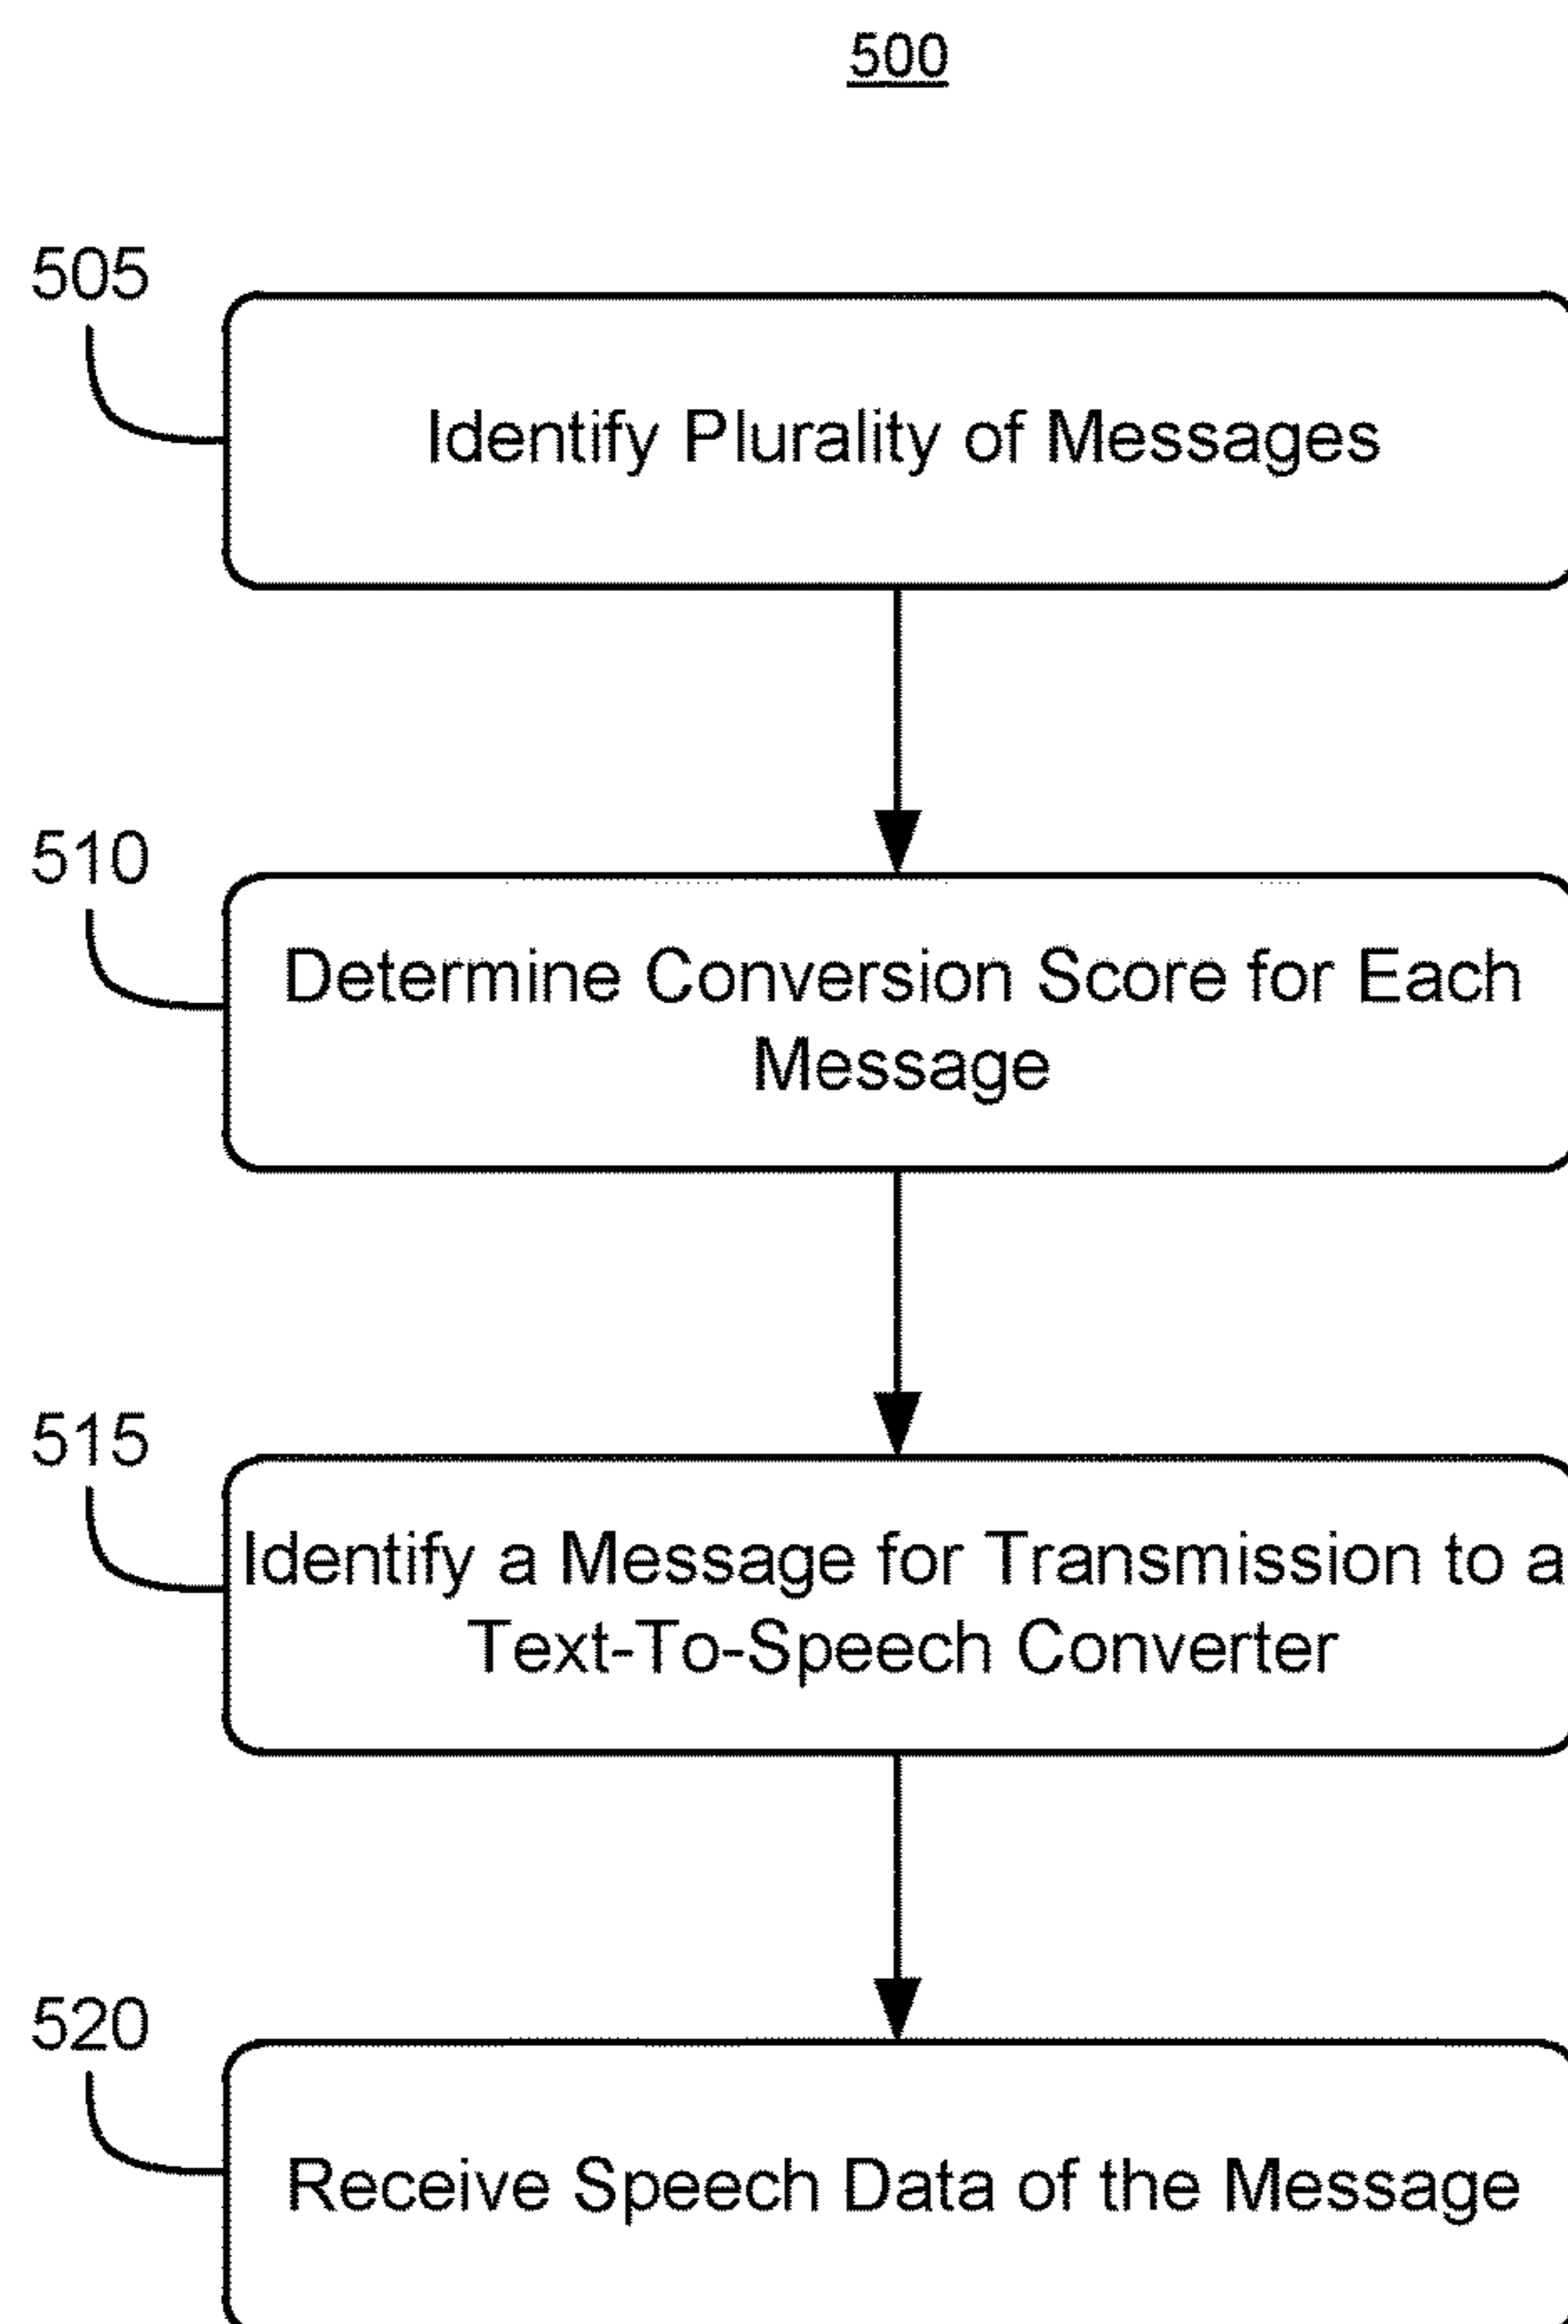 500
505
Identify Plurality of Messages
510
Determine Conversion Score for Each
Message
515
Identify a Message for Transmission to a
Text-To-Speech Converter
520
Receive Speech Data of the Message